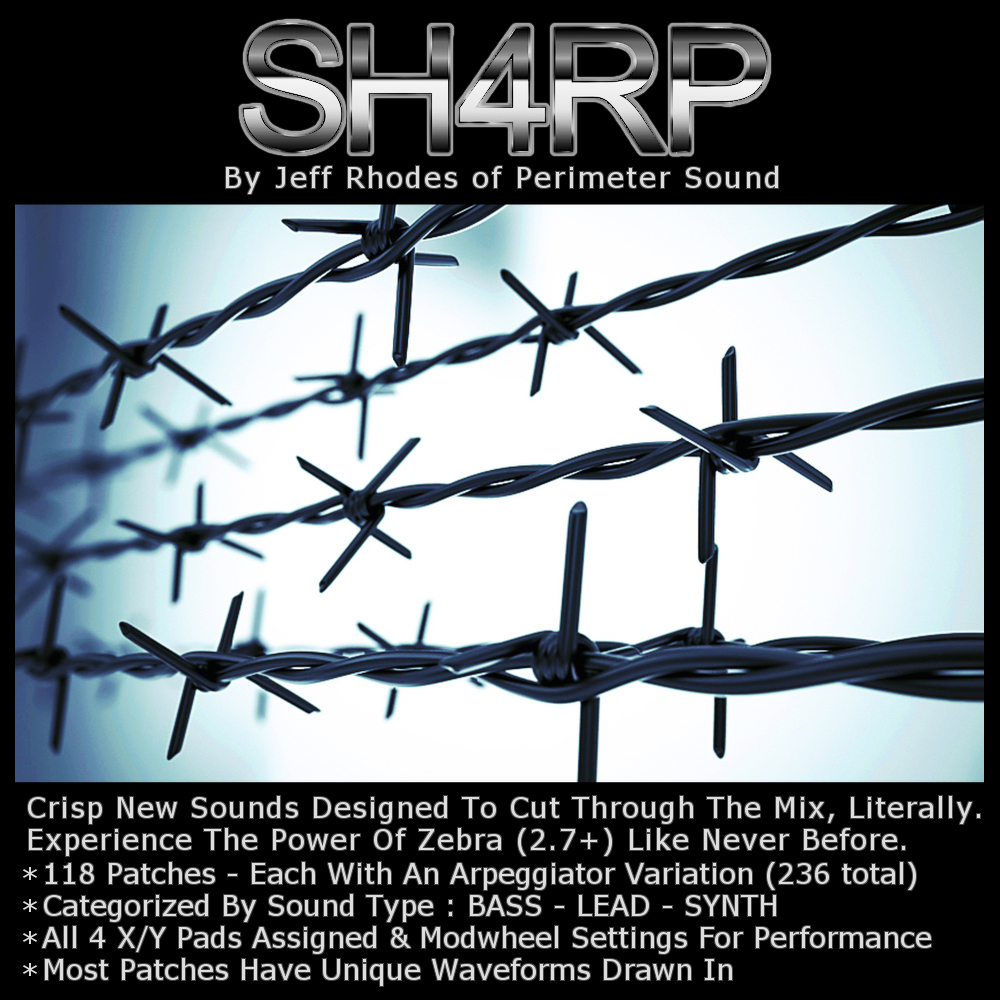 SH4RP
By Jeff Rhodes of Perimeter Sound
Crisp New Sounds Designed To Cut Through The Mix, Literally.
Experience The Power Of Zebra (2.7+) Like Never Before.
*118 Patches - Each With An Arpeggiator Variation (236 total)
*Categorized By Sound Type : BASS - LEAD - SYNTH
*All 4 X/Y Pads Assigned & Modwheel Settings For Performance
*Most Patches Have Unique Waveforms Drawn In